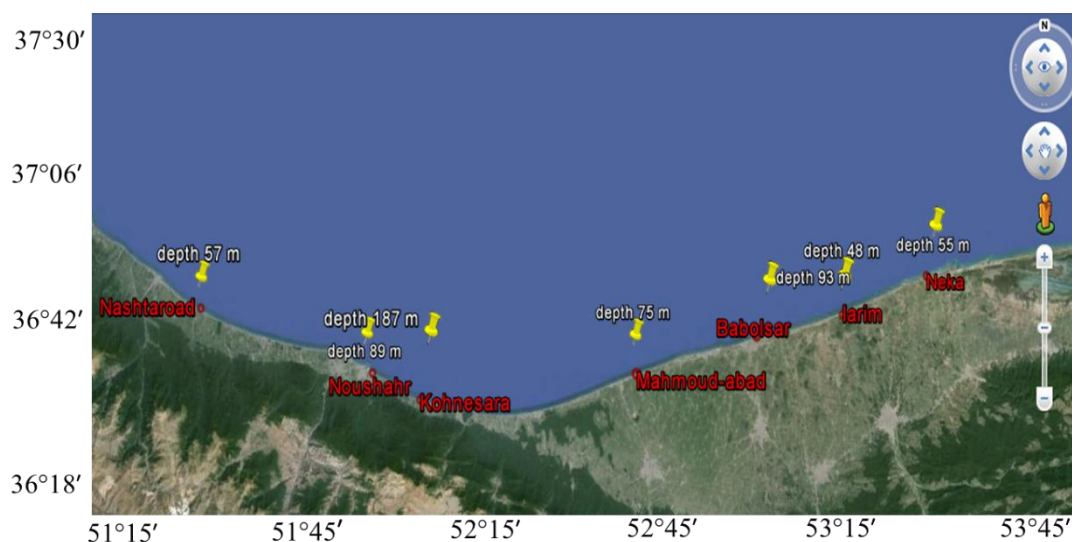 37°30′
N
37°06′
depth 57 m
depth 48 m
depth 55 m
depth 93 m
Neka
Nashtaroad
36°42′
depth 187 m
depth 75 m
larim
Babolsar
depth 89 m
Noushahr
Mahmoud-abad
Kohnesara
36°18′
51°15′
51°45′
52°15′
52°45′
53°15′
53°45′